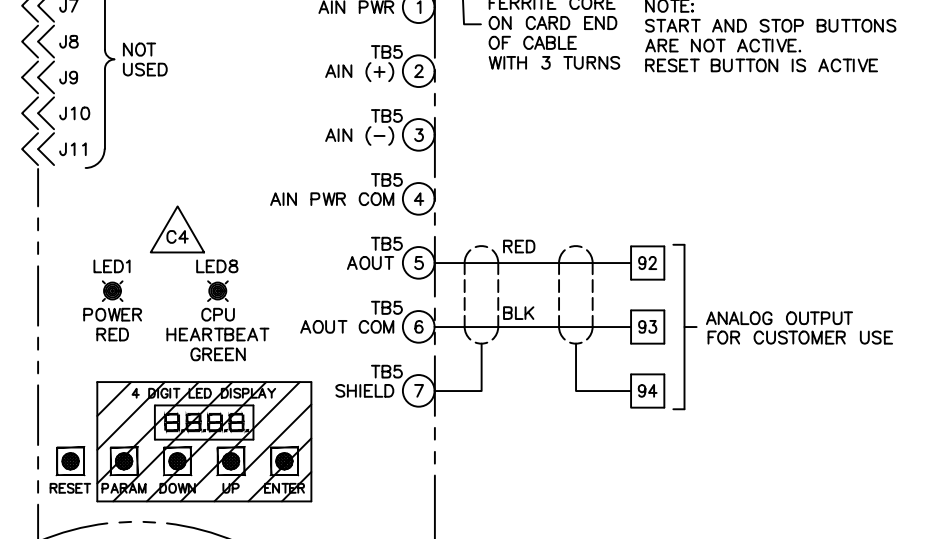 J7
J8
J9
J10
J11
NOT
USED
AIN PWR 1
FERRITE CORE
ON CARD END
OF CABLE
WITH 3 TURNS
NOTE:
START AND STOP BUTTONS
ARE NOT ACTIVE.
RESET BUTTON IS ACTIVE
TB5
AIN (+) 2
TB5
AIN (–) 3
TB5
AIN PWR COM 4
TB5
AOUT 5
RED
92
TB5
AOUT COM 6
BLK
93
TB5
SHIELD 7
94
ANALOG OUTPUT
FOR CUSTOMER USE
C4
LED1
POWER
RED
LED8
CPU
HEARTBEAT
GREEN
4 DIGIT LED DISPLAY
8.8.8.8.
RESET PARAM DOWN UP ENTER